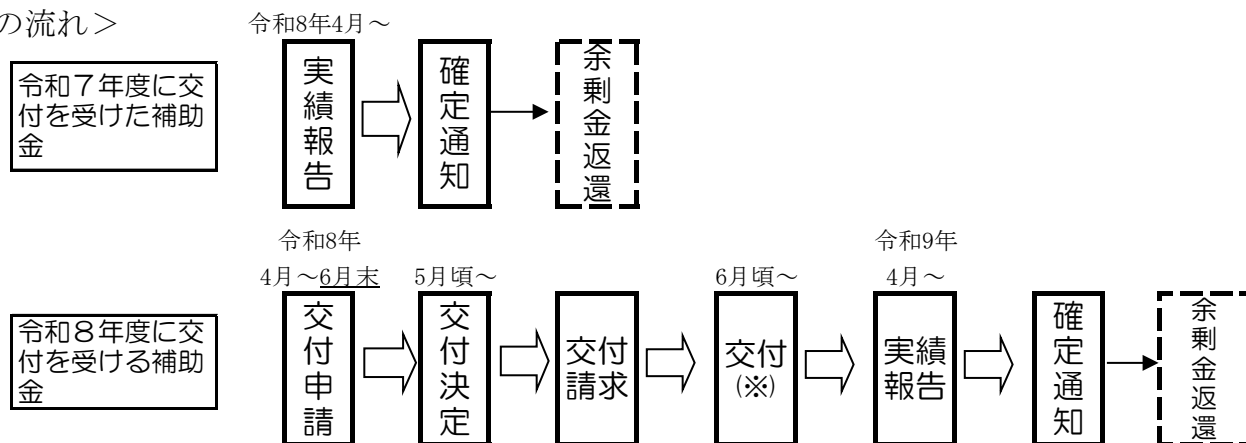 の流れ＞
令和8年4月～
令和７年度に交
付を受けた補助
金
実績報告
確定通知
余剰金返還
令和8年
4月～6月末
5月頃～
6月頃～
令和9年
4月～
令和８年度に交
付を受ける補助
金
交付申請
交付決定
交付
請求
交付
(※)
実績
報告
確定通知
余剰金返還